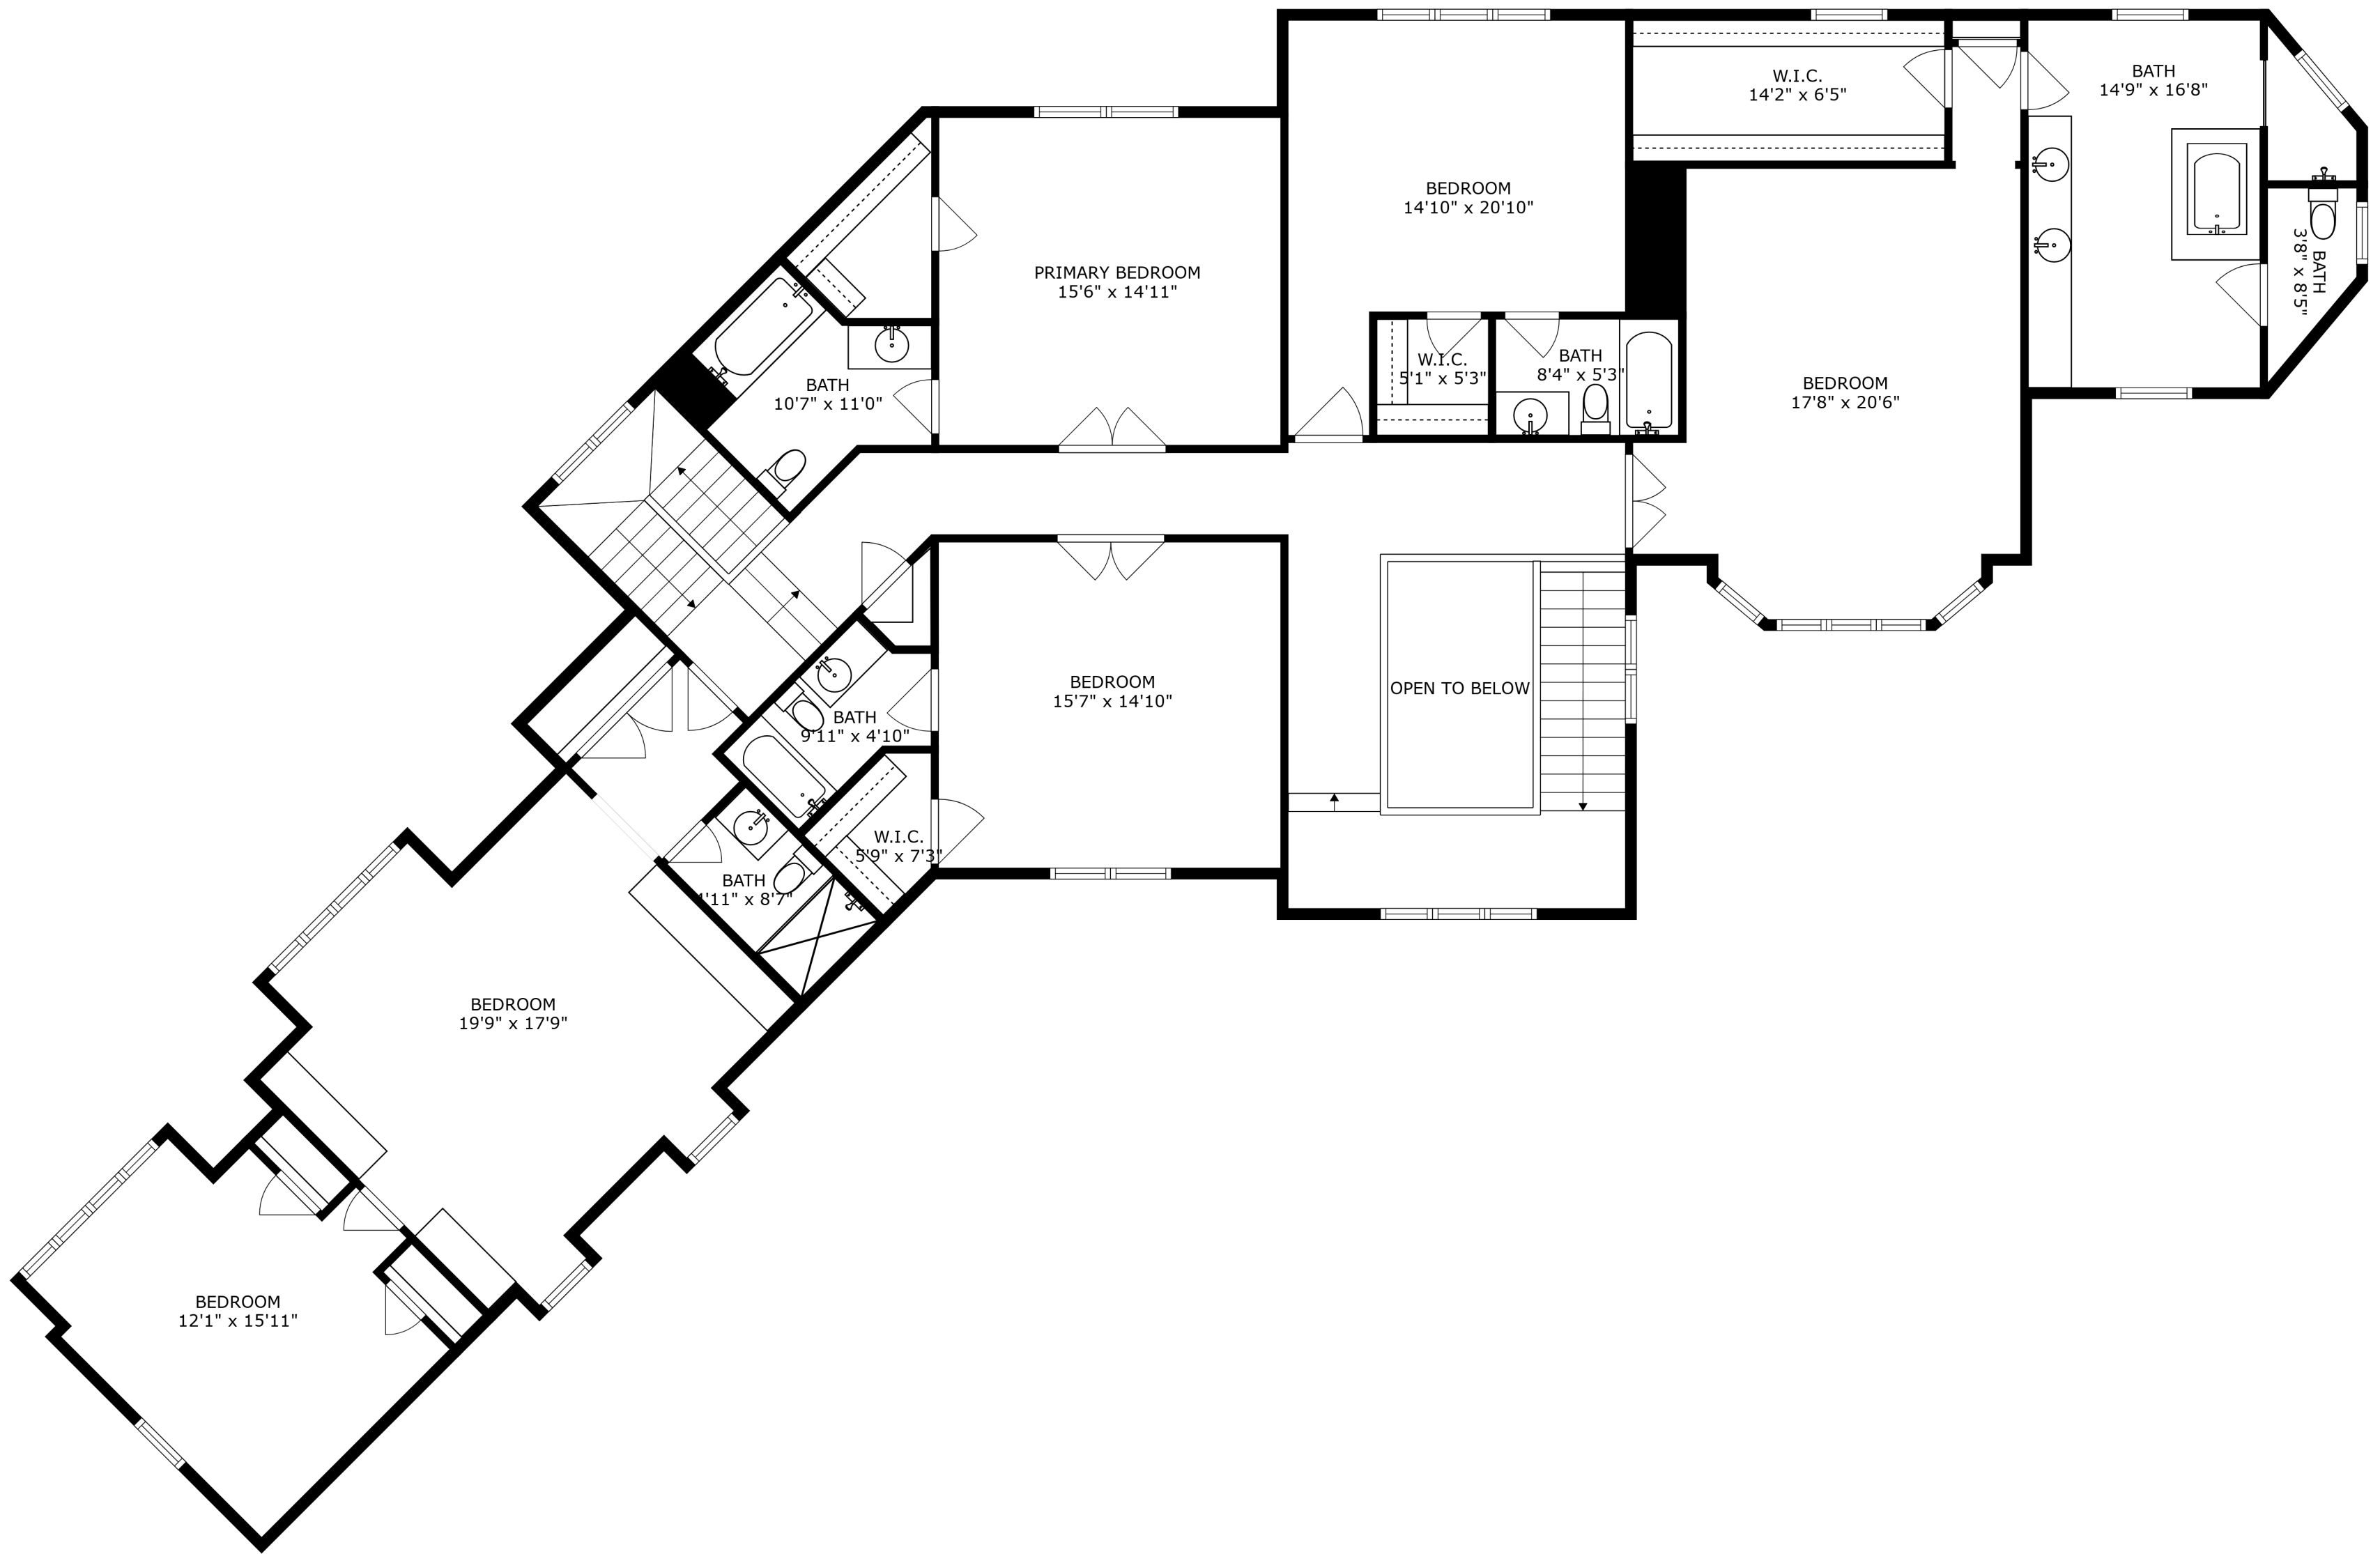 W.I.C.
14'2" x 6'5"
BATH
14'9" x 16'8"
BEDROOM
14'10" x 20'10"
PRIMARY BEDROOM
15'6" x 14'11"
BATH
3'8" x 8'5"
W.I.C.
5'1" x 5'3"
BATH
8'4" x 5'3"
BATH
10'7" x 11'0"
BEDROOM
17'8" x 20'6"
BEDROOM
15'7" x 14'10"
OPEN TO BELOW
BATH
9'11" x 4'10"
W.I.C.
5'9" x 7'3"
BATH
'11" x 8'7"
BEDROOM
19'9" x 17'9"
BEDROOM
12'1" x 15'11"